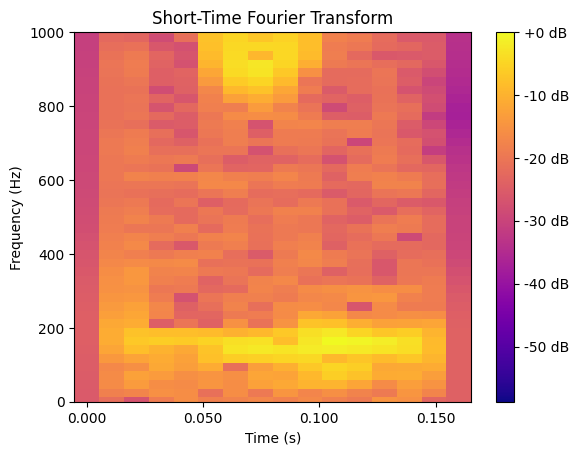 Short-Time Fourier Transform
1000
800
600
400
200
0
Frequency (Hz)
0.000
0.050
0.100
0.150
Time (s)
+0 dB
-10 dB
-20 dB
-30 dB
-40 dB
-50 dB